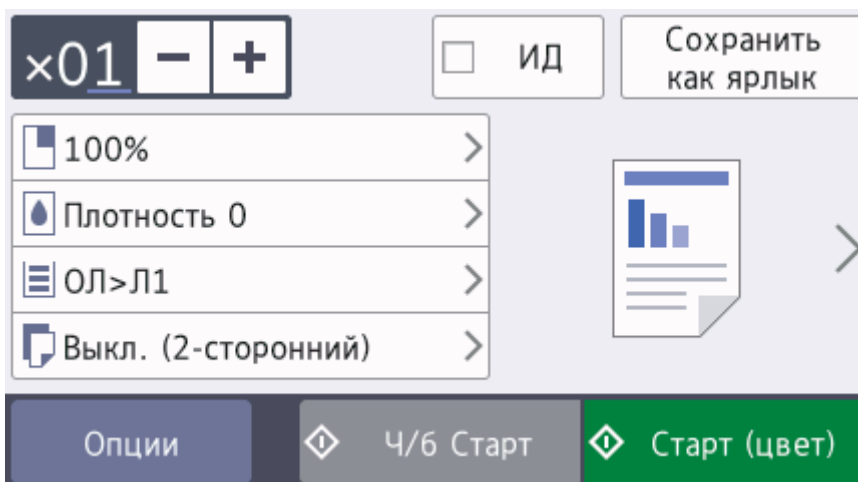 ×01 − +
ИД
Сохранить
как ярлык
100%
Плотность 0
ОЛ>Л1
Выкл. (2-сторонний)
Опции
Ч/б Старт
Старт (цвет)